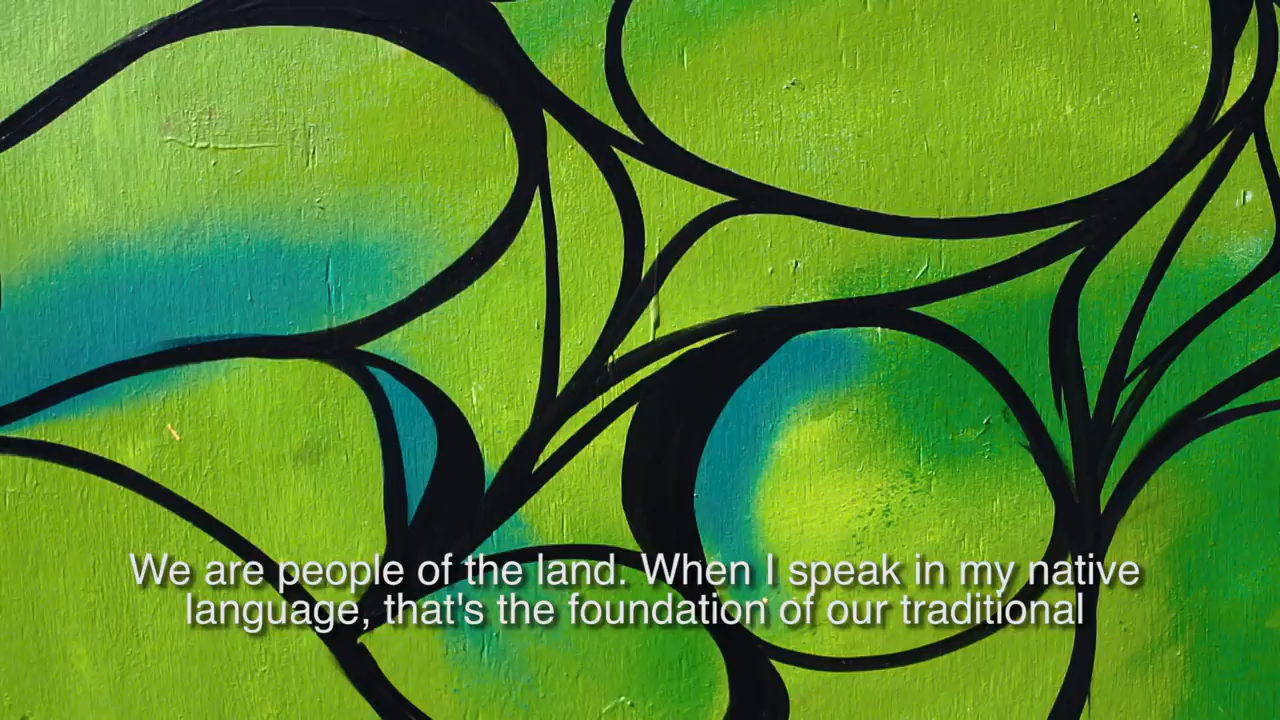 We are people of the land. When I speak in my native
language, that's the foundation of our traditional